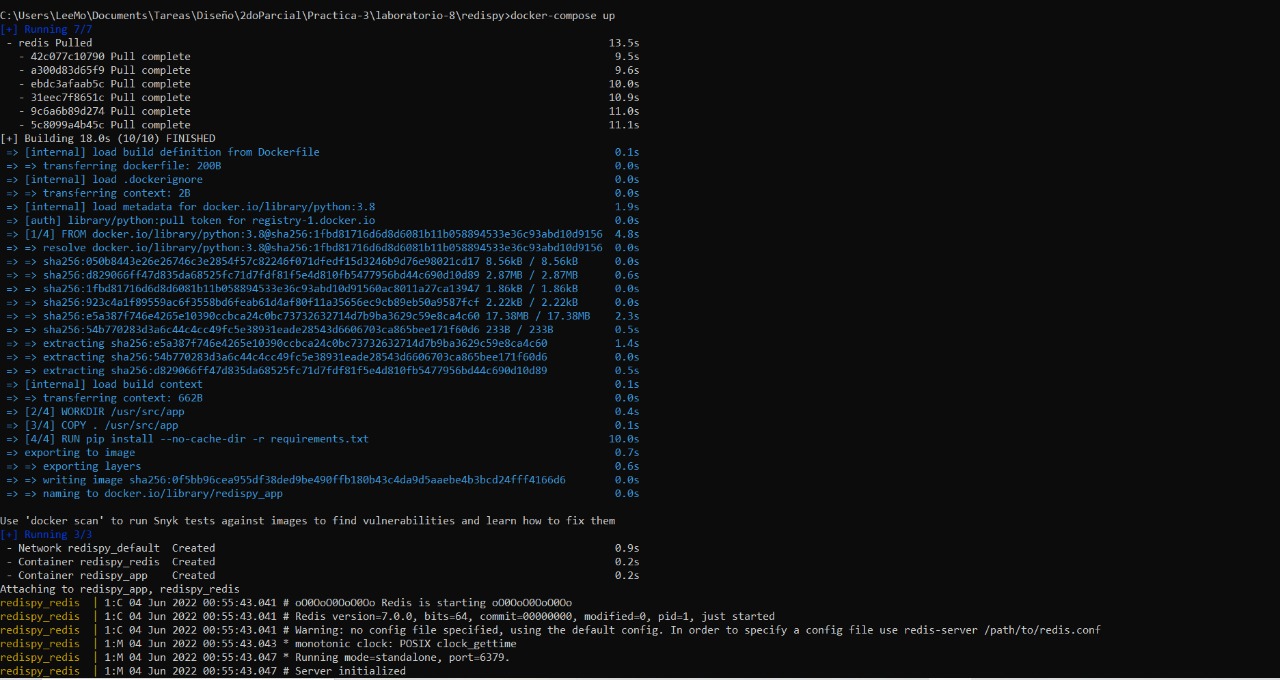 C:\Users\LeeMo\Documents\Tareas\Diseño\2doParcial\Practica-3\laboratorio-8\redispy>docker-compose up
[+] Running 7/7
- redis Pulled 13.5s
- 42c077c10790 Pull complete 9.5s
- a300d83d65f9 Pull complete 9.6s
- ebdc3afaab5c Pull complete 10.0s
- 31eec7f8651c Pull complete 10.9s
- 9c6a6b89d274 Pull complete 11.0s
- 5c8099a4b45c Pull complete 11.1s
[+] Building 18.0s (10/10) FINISHED
=> [internal] load build definition from Dockerfile 0.1s
=> => transferring dockerfile: 200B 0.0s
=> [internal] load .dockerignore 0.0s
=> => transferring context: 2B 0.0s
=> [internal] load metadata for docker.io/library/python:3.8 1.9s
=> [auth] library/python:pull token for registry-1.docker.io 0.0s
=> [1/4] FROM docker.io/library/python:3.8@sha256:1fbd81716d6d8d6081b11b058894533e36c93abd10d9156 4.8s
=> => resolve docker.io/library/python:3.8@sha256:1fbd81716d6d8d6081b11b058894533e36c93abd10d9156 0.0s
=> => sha256:050b8443e26e26746c3e2854f57c82246f071dfedf15d3246b9d76e98021cd17 8.56kB / 8.56kB 0.0s
=> => sha256:d829066ff47d835da68525fc71d7fdf81f5e4d810fb5477956bd44c690d10d89 2.87MB / 2.87MB 0.6s
=> => sha256:1fbd81716d6d8d6081b11b058894533e36c93abd10d91560ac8011a27ca13947 1.86kB / 1.86kB 0.0s
=> => sha256:923c4a1f89559ac6f3558bd6feab61d4af80f11a35656ec9cb89eb50a9587fcf 2.22kB / 2.22kB 0.0s
=> => sha256:e5a387f746e4265e10390ccbca24c0bc73732632714d7b9ba3629c59e8ca4c60 17.38MB / 17.38MB 2.3s
=> => sha256:54b770283d3a6c44c4cc49fc5e38931eade28543d6606703ca865bee171f60d6 233B / 233B 0.5s
=> => extracting sha256:e5a387f746e4265e10390ccbca24c0bc73732632714d7b9ba3629c59e8ca4c60 1.4s
=> => extracting sha256:54b770283d3a6c44c4cc49fc5e38931eade28543d6606703ca865bee171f60d6 0.0s
=> => extracting sha256:d829066ff47d835da68525fc71d7fdf81f5e4d810fb5477956bd44c690d10d89 0.5s
=> [internal] load build context 0.1s
=> => transferring context: 662B 0.0s
=> [2/4] WORKDIR /usr/src/app 0.4s
=> [3/4] COPY . /usr/src/app 0.1s
=> [4/4] RUN pip install --no-cache-dir -r requirements.txt 10.0s
=> exporting to image 0.7s
=> => exporting layers 0.6s
=> => writing image sha256:0f5bb96cea955df38ded9be490ffb180b43c4da9d5aaebe4b3bcd24fff4166d6 0.0s
=> => naming to docker.io/library/redispy_app 0.0s
Use 'docker scan' to run Snyk tests against images to find vulnerabilities and learn how to fix them
[+] Running 3/3
- Network redispy_default Created 0.9s
- Container redispy_redis Created 0.2s
- Container redispy_app Created 0.2s
Attaching to redispy_app, redispy_redis
redispy_redis | 1:C 04 Jun 2022 00:55:43.041 # oO0OoO0OoO0Oo Redis is starting oO0OoO0OoO0Oo
redispy_redis | 1:C 04 Jun 2022 00:55:43.041 # Redis version=7.0.0, bits=64, commit=00000000, modified=0, pid=1, just started
redispy_redis | 1:C 04 Jun 2022 00:55:43.041 # Warning: no config file specified, using the default config. In order to specify a config file use redis-server /path/to/redis.conf
redispy_redis | 1:M 04 Jun 2022 00:55:43.043 * monotonic clock: POSIX clock_gettime
redispy_redis | 1:M 04 Jun 2022 00:55:43.047 * Running mode=standalone, port=6379.
redispy_redis | 1:M 04 Jun 2022 00:55:43.047 # Server initialized